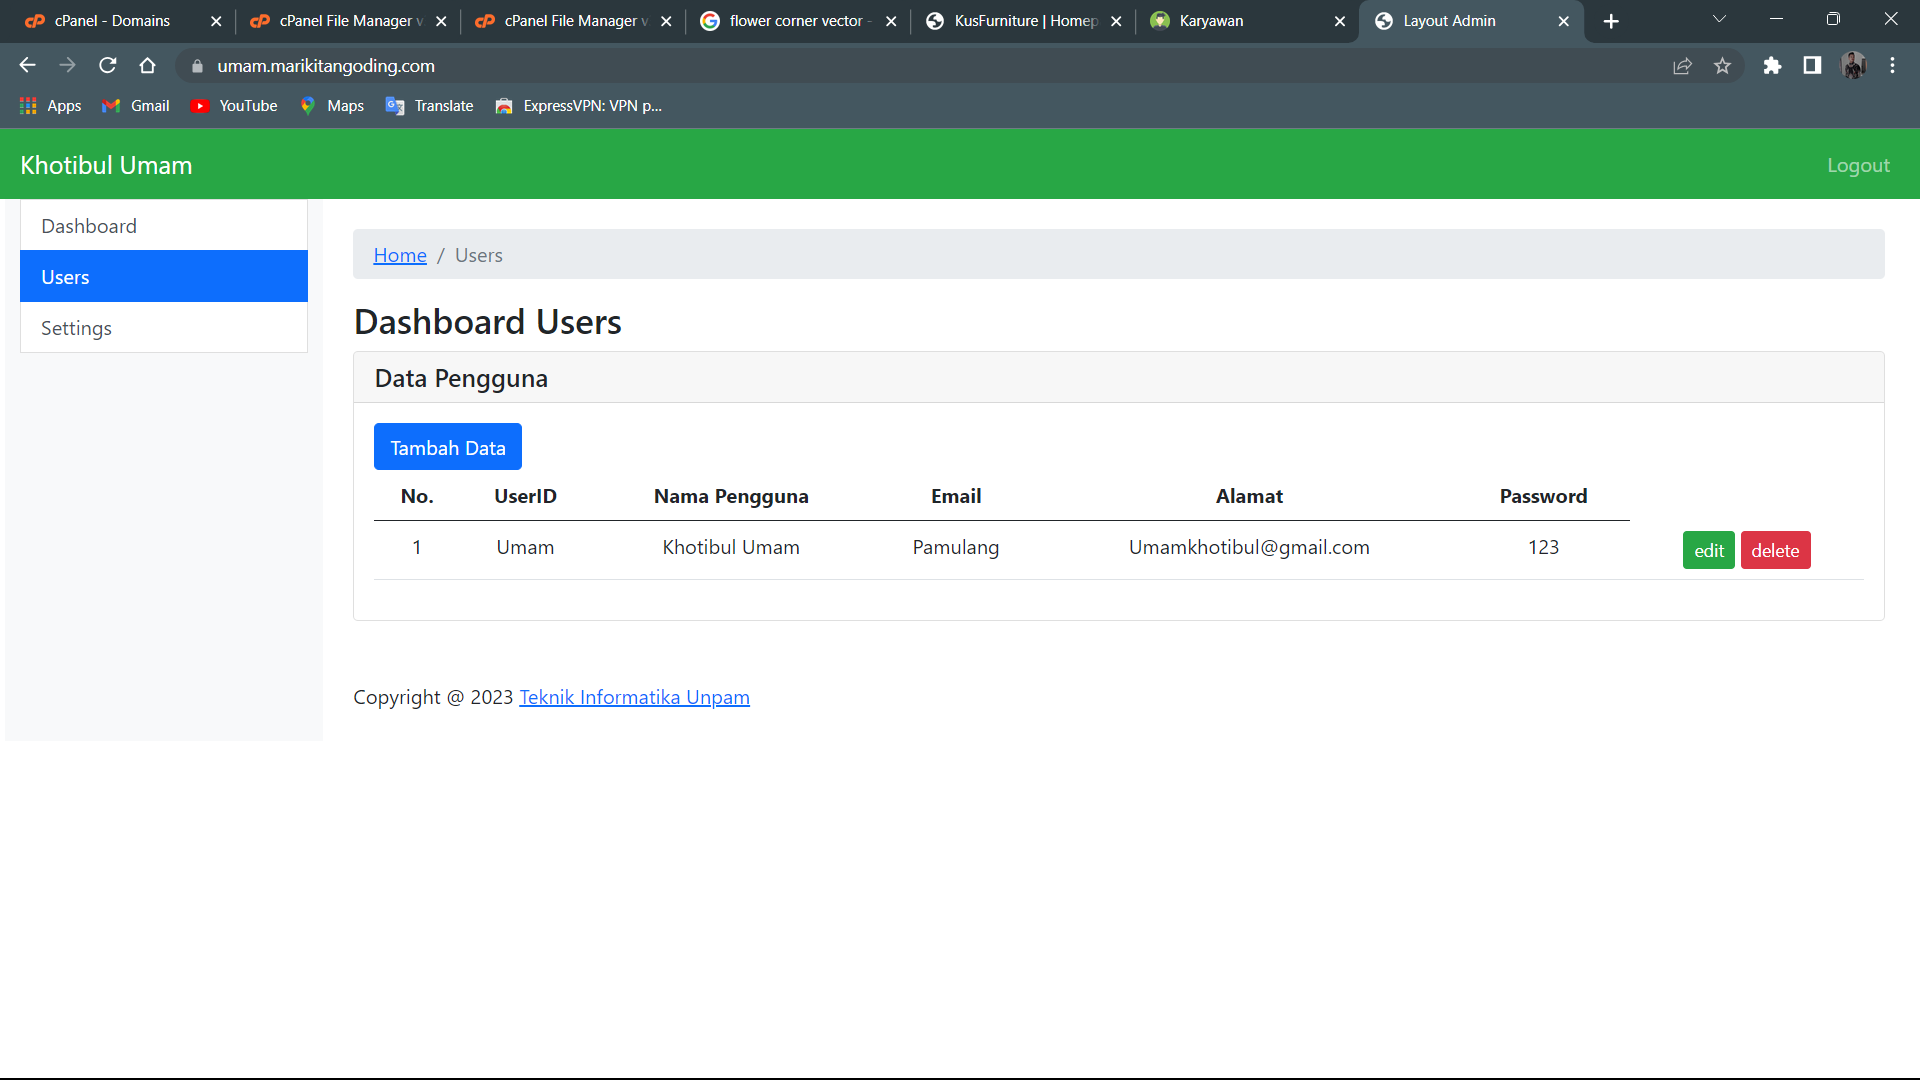 cPanel - Domains
cPanel File Manager v
cPanel File Manager v
flower corner vector -
KusFurniture | Homep
Karyawan
Layout Admin
umam.marikitangoding.com
Apps
Gmail
YouTube
Maps
Translate
ExpressVPN: VPN p...
Khotibul Umam
Logout
Dashboard
Users
Settings
Home / Users
Dashboard Users
Data Pengguna
Tambah Data
No. UserID Nama Pengguna Email Alamat Password
1 Umam Khotibul Umam Pamulang Umamkhotibul@gmail.com 123 edit delete
Copyright @ 2023 Teknik Informatika Unpam